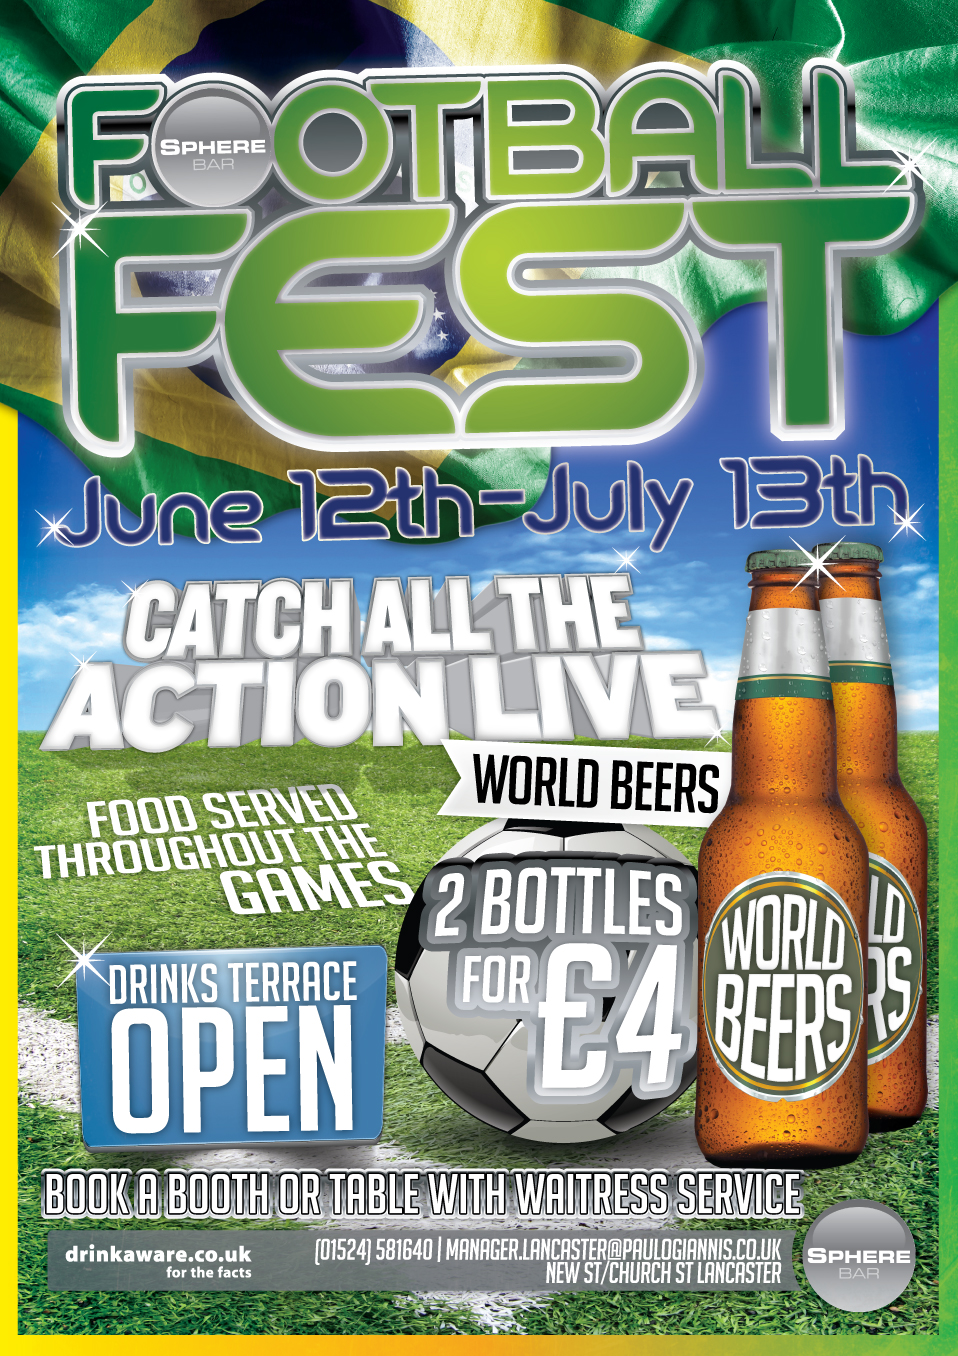 FOOTBALL
SPHERE
BAR
FEST
June 12th-July 13th
CATCH ALL THE
ACTION LIVE
WORLD BEERS
FOOD SERVED
THROUGHOUT THE
GAMES
2 BOTTLES
FOR £4
WORLD
BEERS
LD
RS
DRINKS TERRACE
OPEN
BOOK A BOOTH OR TABLE WITH WAITRESS SERVICE
drinkaware.co.uk
for the facts
(01524) 581640 | MANAGER.LANCASTER@PAULOGIANNIS.CO.UK
NEW ST/CHURCH ST LANCASTER
SPHERE
BAR